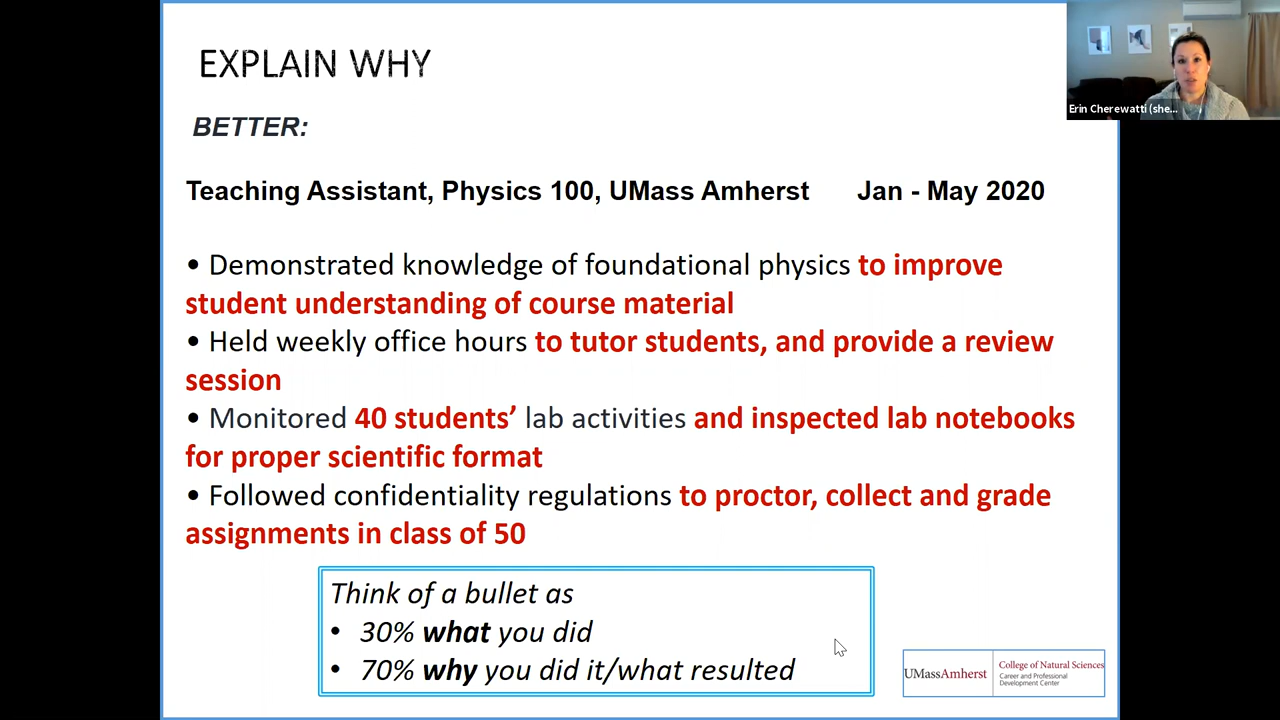 EXPLAIN WHY
Erin Cherewatti (she...
BETTER:
Teaching Assistant, Physics 100, UMass Amherst Jan - May 2020
• Demonstrated knowledge of foundational physics to improve
student understanding of course material
• Held weekly office hours to tutor students, and provide a review
session
• Monitored 40 students’ lab activities and inspected lab notebooks
for proper scientific format
• Followed confidentiality regulations to proctor, collect and grade
assignments in class of 50
Think of a bullet as
• 30% what you did
• 70% why you did it/what resulted
UMassAmherst
College of Natural Sciences
Career and Professional
Development Center